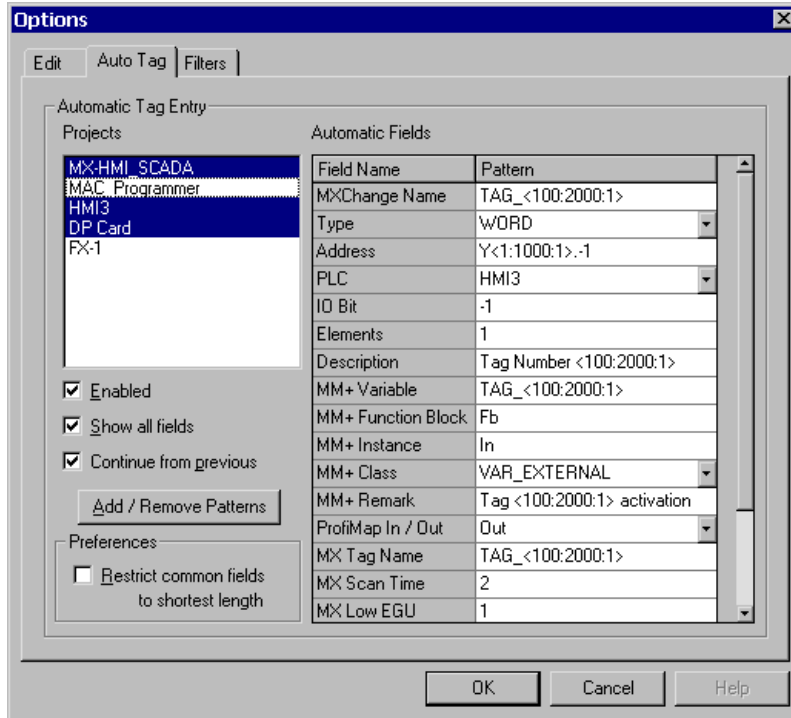 Options
Edit Auto Tag Filters
Automatic Tag Entry
Projects Automatic Fields
MX-HMI_SCADA
MAC_Programmer
HMI3
DP Card
FX-1
Enabled
Show all fields
Continue from previous
Add / Remove Patterns
Preferences
Restrict common fields
to shortest length
Field Name Pattern
MXChange Name TAG_<100:2000:1>
Type WORD
Address Y<1:1000:1>.-1
PLC HMI3
IO Bit -1
Elements 1
Description Tag Number <100:2000:1>
MM+ Variable TAG_<100:2000:1>
MM+ Function Block Fb
MM+ Instance In
MM+ Class VAR_EXTERNAL
MM+ Remark Tag <100:2000:1> activation
ProfiMap In / Out Out
MX Tag Name TAG_<100:2000:1>
MX Scan Time 2
MX Low EGU 1
OK Cancel Help